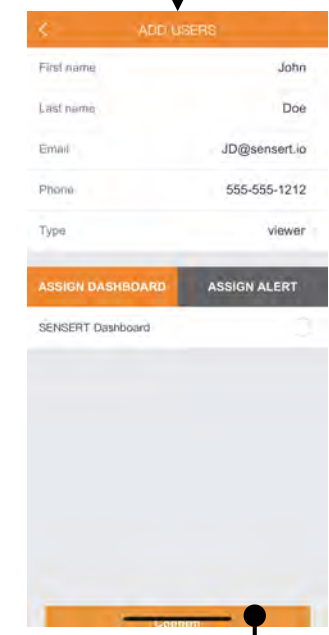 ADD USERS
First name John
Last name Doe
Email JD@sensert.io
Phone 555-555-1212
Type viewer
ASSIGN DASHBOARD ASSIGN ALERT
SENSERT Dashboard